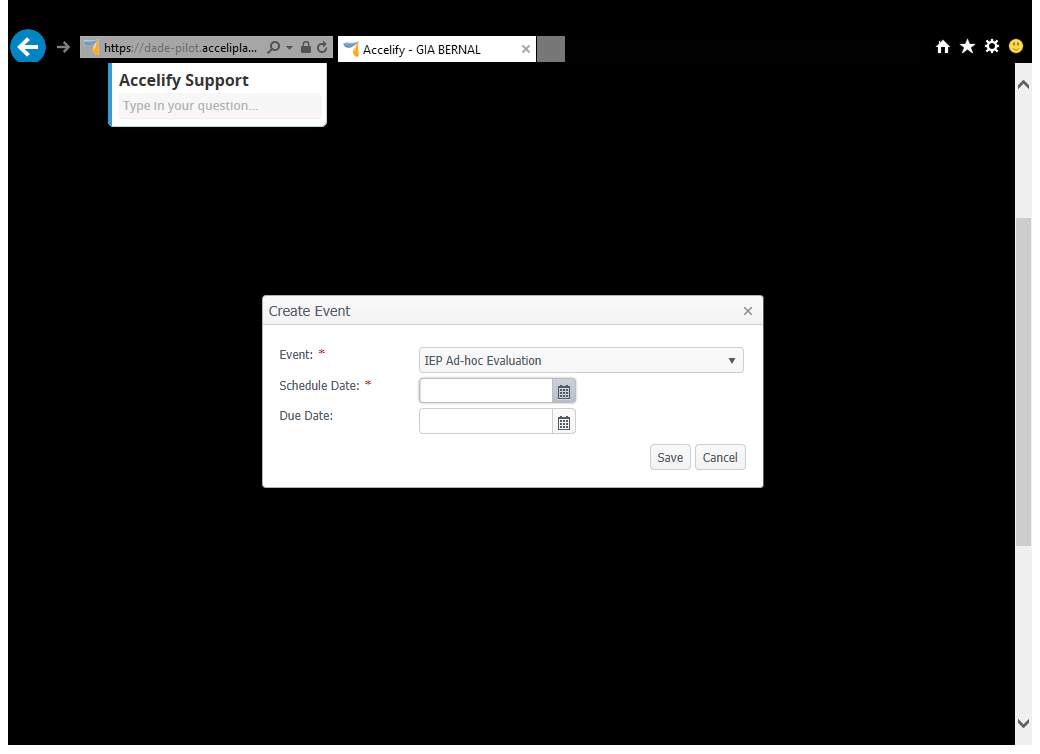 https://dade-pilot.accelipla...
Accelify - GIA BERNAL
Accelify Support
Type in your question...
Create Event
Event: *
IEP Ad-hoc Evaluation
Schedule Date: *
Due Date:
Save Cancel